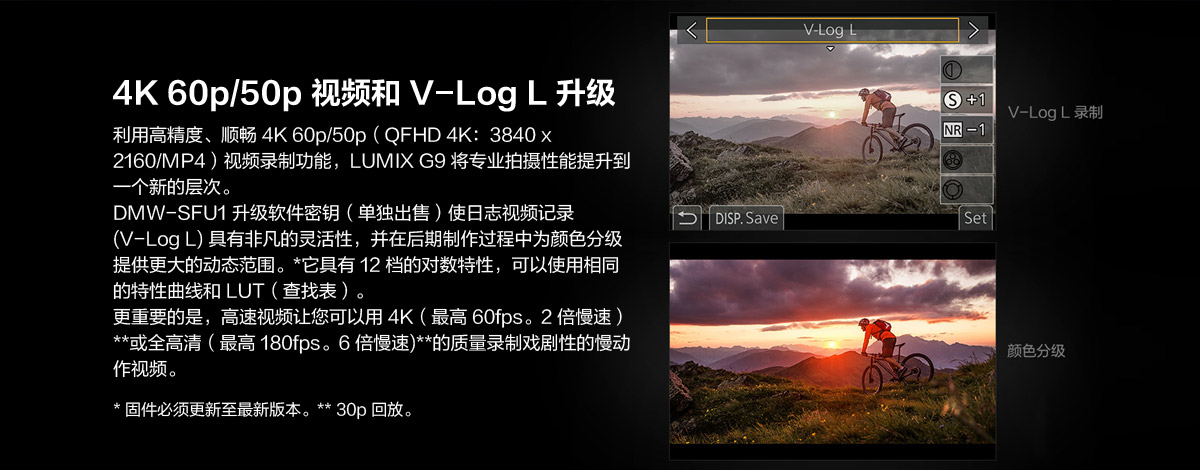 4K 60p/50p 视频和 V-Log L 升级
利用高精度、顺畅 4K 60p/50p（QFHD 4K：3840 x
2160/MP4）视频录制功能，LUMIX G9 将专业拍摄性能提升到
一个新的层次。
DMW-SFU1 升级软件密钥（单独出售）使日志视频记录
(V-Log L) 具有非凡的灵活性，并在后期制作过程中为颜色分级
提供更大的动态范围。*它具有 12 档的对数特性，可以使用相同
的特性曲线和 LUT（查找表）。
更重要的是，高速视频让您可以用 4K（最高 60fps。2 倍慢速）
**或全高清（最高 180fps。6 倍慢速)**的质量录制戏剧性的慢动
作视频。
* 固件必须更新至最新版本。** 30p 回放。
V-Log L
S +1
NR -1
DISP. Save
Set
V-Log L 录制
颜色分级